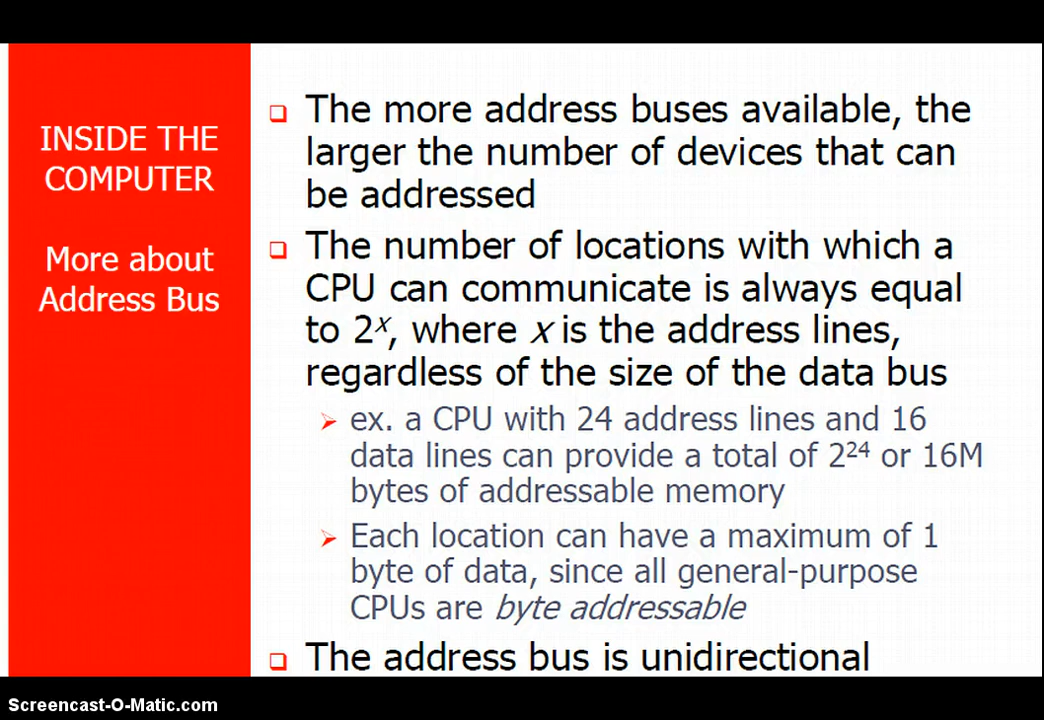 INSIDE THE
COMPUTER
More about
Address Bus
❑ The more address buses available, the
larger the number of devices that can
be addressed
❑ The number of locations with which a
CPU can communicate is always equal
to 2ˣ, where x is the address lines,
regardless of the size of the data bus
➢ ex. a CPU with 24 address lines and 16
data lines can provide a total of 2²⁴ or 16M
bytes of addressable memory
➢ Each location can have a maximum of 1
byte of data, since all general-purpose
CPUs are byte addressable
❑ The address bus is unidirectional
Screencast-O-Matic.com